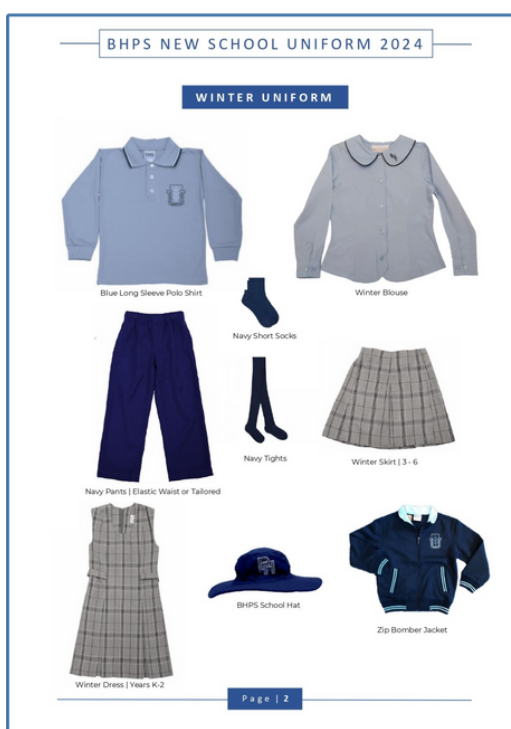 BHPS NEW SCHOOL UNIFORM 2024
WINTER UNIFORM
Blue Long Sleeve Polo Shirt
Winter Blouse
Navy Short Socks
Navy Tights
Winter Skirt | 3 - 6
Navy Pants | Elastic Waist or Tailored
BHPS School Hat
Zip Bomber Jacket
Winter Dress | Years K-2
Page | 2